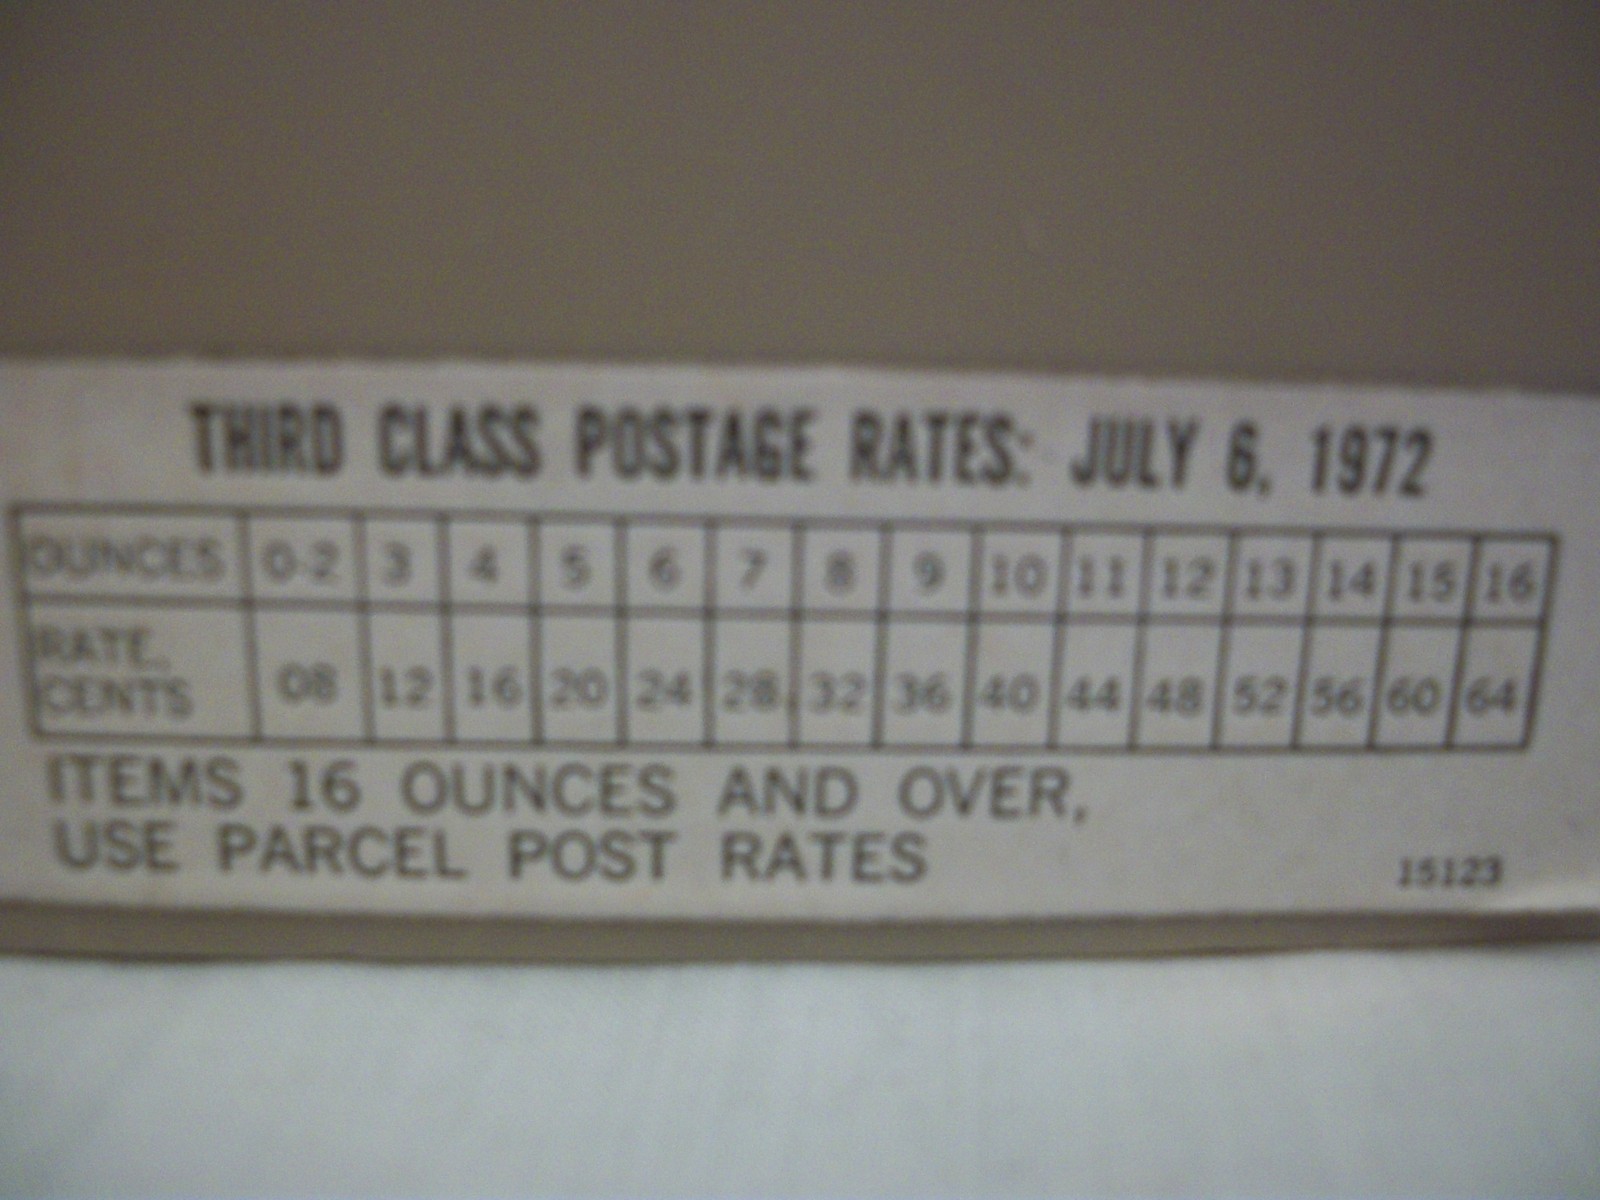 THIRD CLASS POSTAGE RATES: JULY 6, 1972
OUNCES 0-2 3 4 5 6 7 8 9 10 11 12 13 14 15 16
RATE, CENTS 08 12 16 20 24 28 32 36 40 44 48 52 56 60 64
ITEMS 16 OUNCES AND OVER,
USE PARCEL POST RATES
15123